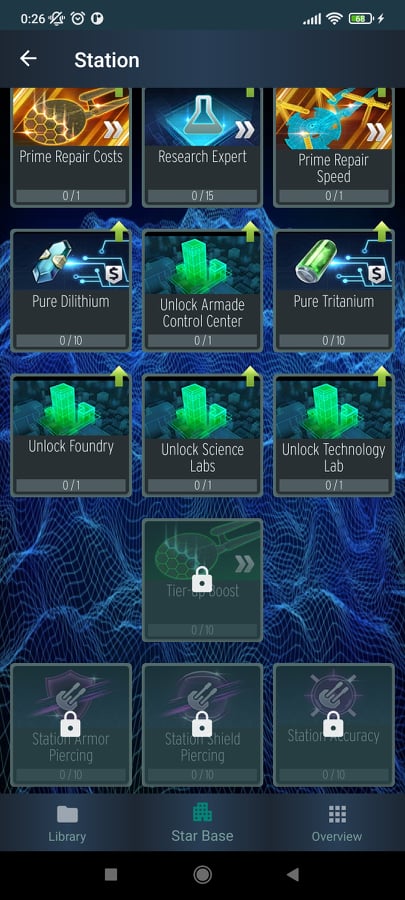 0:26
68
Station
Prime Repair Costs
0/1
Research Expert
0/15
Prime Repair
Speed
0/1
Pure Dilithium
0/10
Unlock Armade
Control Center
0/1
Pure Tritanium
0/10
Unlock Foundry
0/1
Unlock Science
Labs
0/1
Unlock Technology
Lab
0/1
0/10
Station Armor
Piercing
0/10
Station Shield
Piercing
0/10
Station Accuracy
0/10
Library
Star Base
Overview